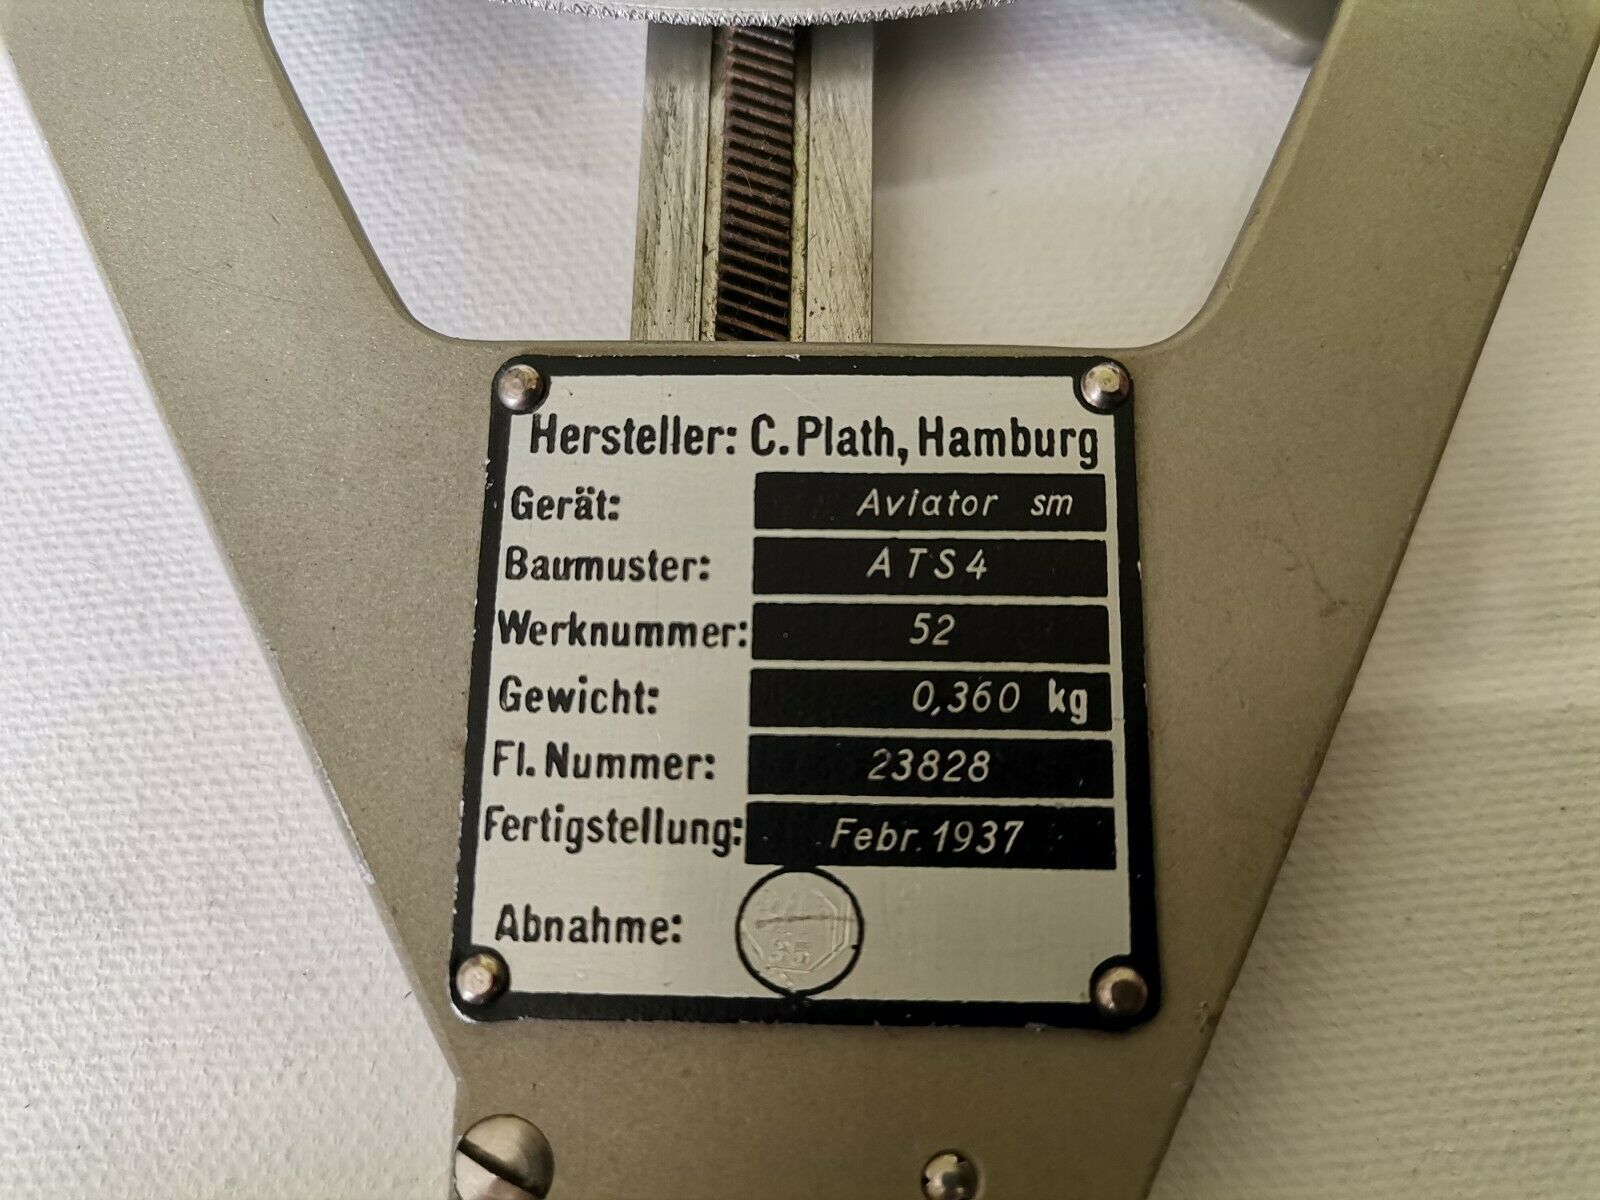 Hersteller: C. Plath, Hamburg
Gerät: Aviator sm
Baumuster: ATS4
Werknummer: 52
Gewicht: 0,360 kg
Fl. Nummer: 23828
Fertigstellung: Febr. 1937
Abnahme: